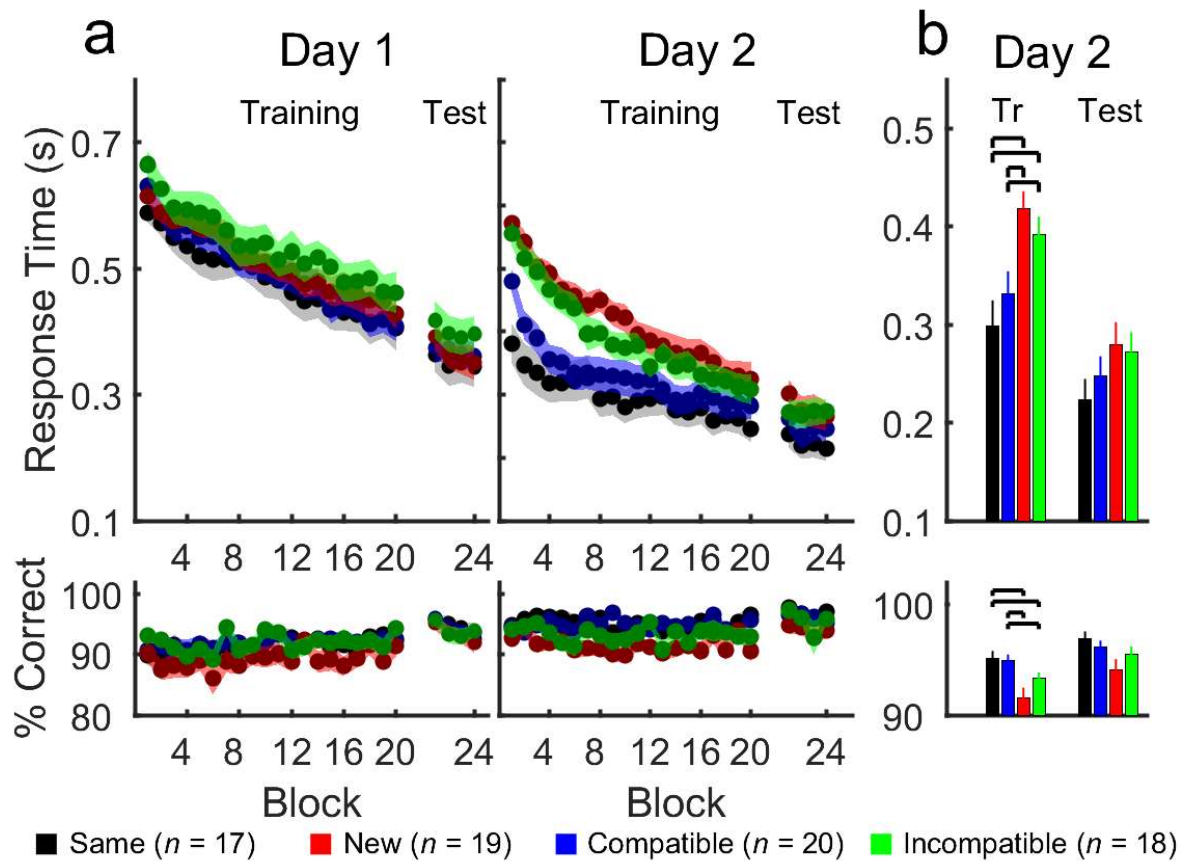 a
Day 1
Day 2
b
Day 2
Training
Test
Training
Test
Tr
Test
Response Time (s)
0.7
0.5
0.3
0.1
0.5
0.4
0.3
0.2
0.1
4 8 12 16 20 24
4 8 12 16 20 24
% Correct
100
90
80
100
90
4 8 12 16 20 24
4 8 12 16 20 24
Block
Block
Same (n = 17) New (n = 19) Compatible (n = 20) Incompatible (n = 18)